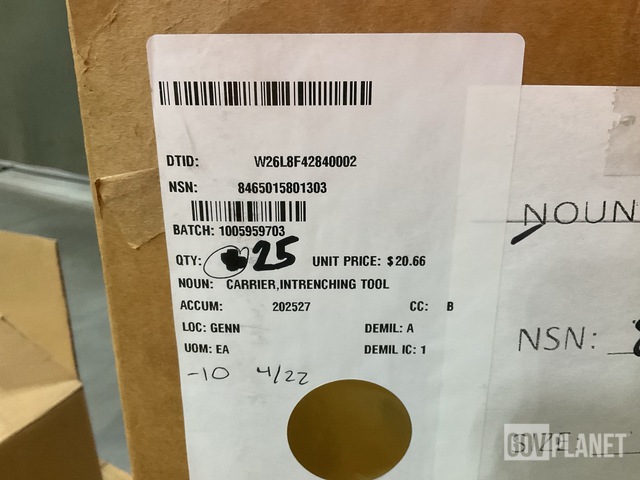 DTID: W26L8F42840002
NSN: 8465015801303
BATCH: 1005959703
QTY: 25 UNIT PRICE: $20.66
NOUN: CARRIER,INTRENCHING TOOL
ACCUM: 202527 CC: B
LOC: GENN DEMIL: A
UOM: EA DEMIL IC: 1
-10 4/22
NOUN
NSN:
SIZE:
GOVPLANET